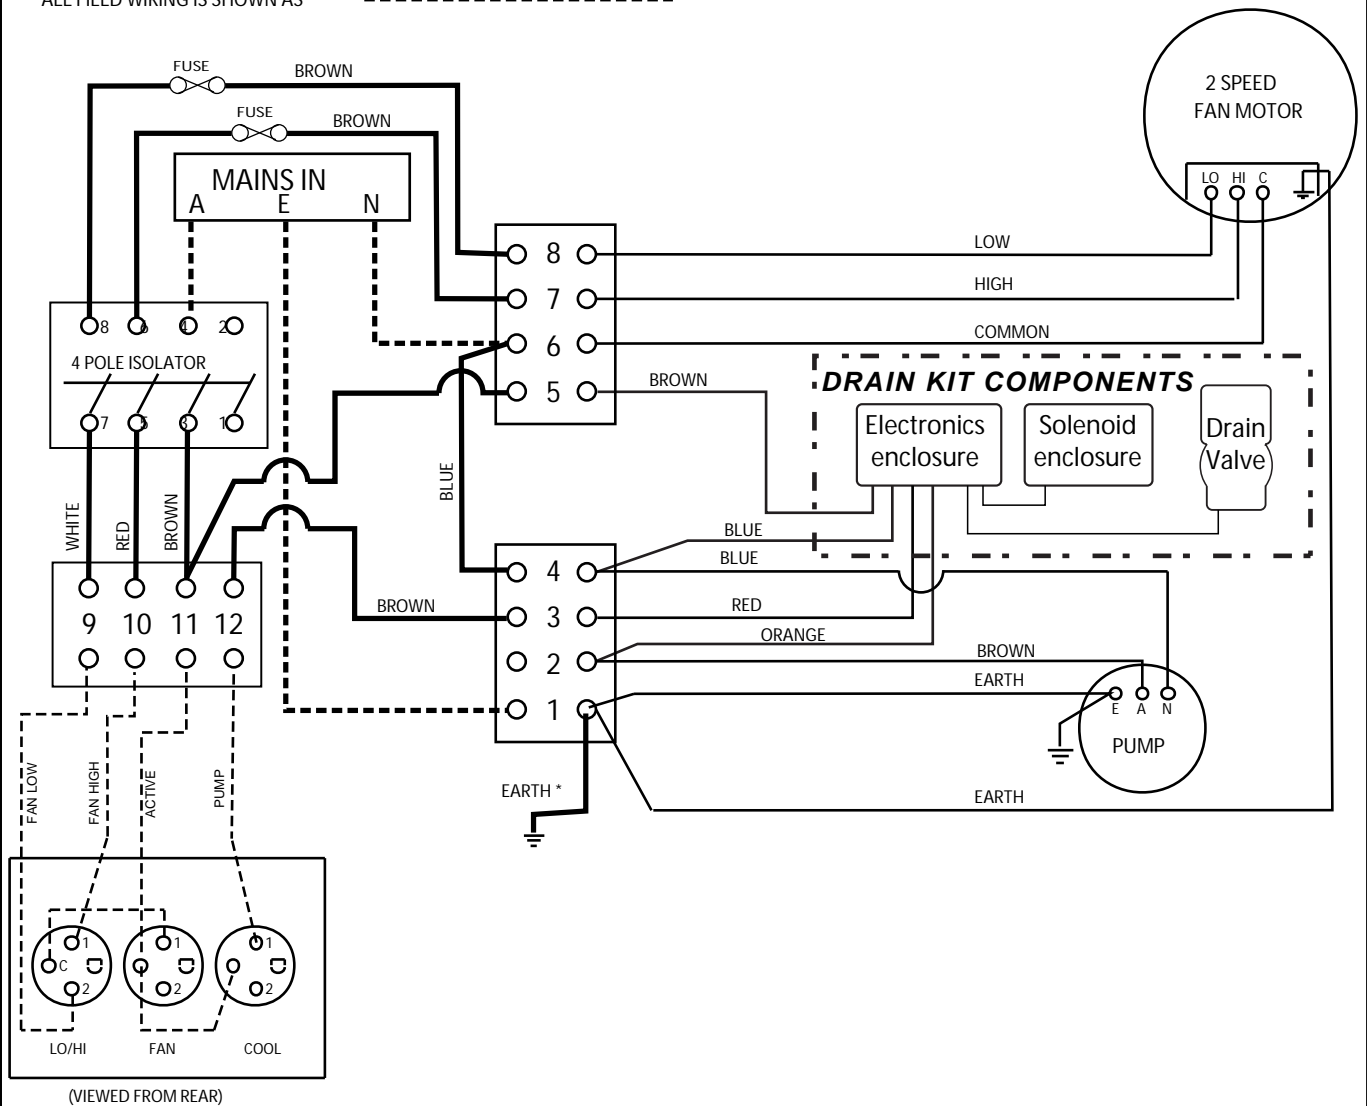 ALL FIELD WIRING IS SHOWN AS
FUSE
BROWN
FUSE
BROWN
MAINS IN
A E N
2 SPEED
FAN MOTOR
LO HI C
8
7
6
5
LOW
HIGH
COMMON
BROWN
8 6 4 2
4 POLE ISOLATOR
7 5 3 1
DRAIN KIT COMPONENTS
Electronics
enclosure
Solenoid
enclosure
Drain
Valve
WHITE
RED
BROWN
BLUE
9 10 11 12
BROWN
4
3
2
1
BLUE
BLUE
RED
ORANGE
BROWN
EARTH
E A N
PUMP
EARTH
EARTH *
FAN LOW
FAN HIGH
ACTIVE
PUMP
1
C
2
1
2
1
2
LO/HI
FAN
COOL
(VIEWED FROM REAR)